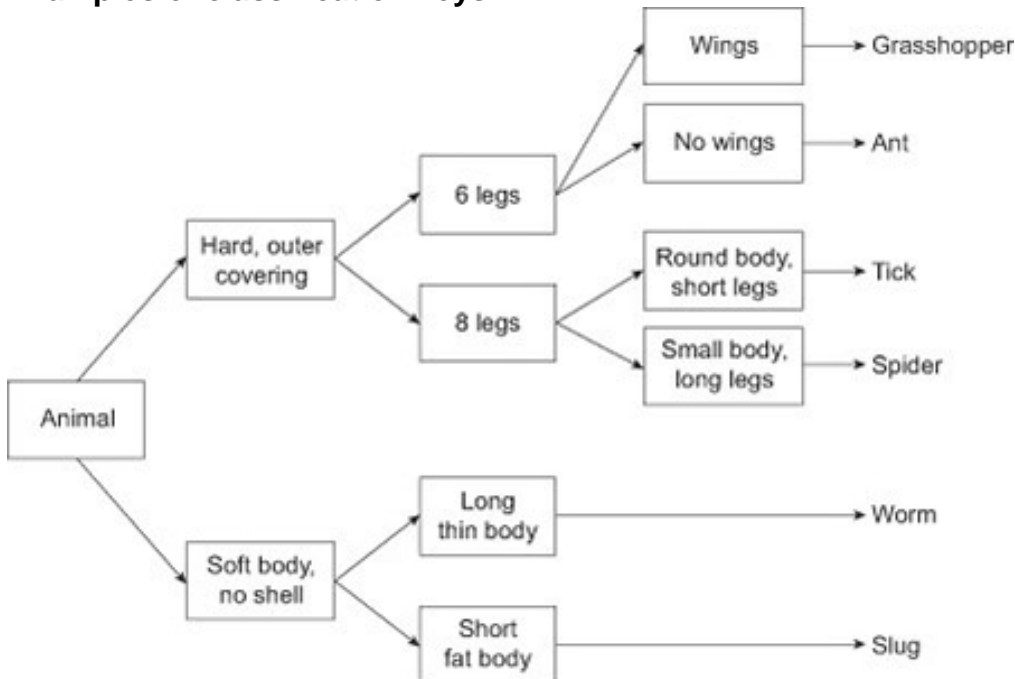 Wings
Grasshopper
No wings
Ant
6 legs
Hard, outer
covering
Round body,
short legs
Tick
8 legs
Small body,
long legs
Spider
Animal
Long
thin body
Worm
Soft body,
no shell
Short
fat body
Slug